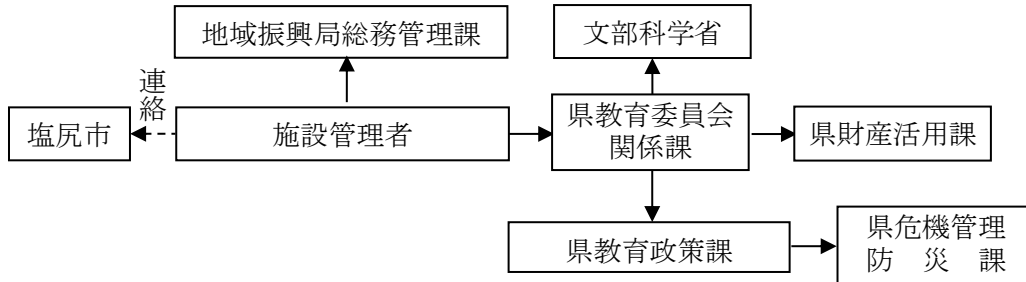 地域振興局総務管理課
文部科学省
連絡
塩尻市
施設管理者
県教育委員会
関係課
県財産活用課
県教育政策課
県危機管理
防　災　課